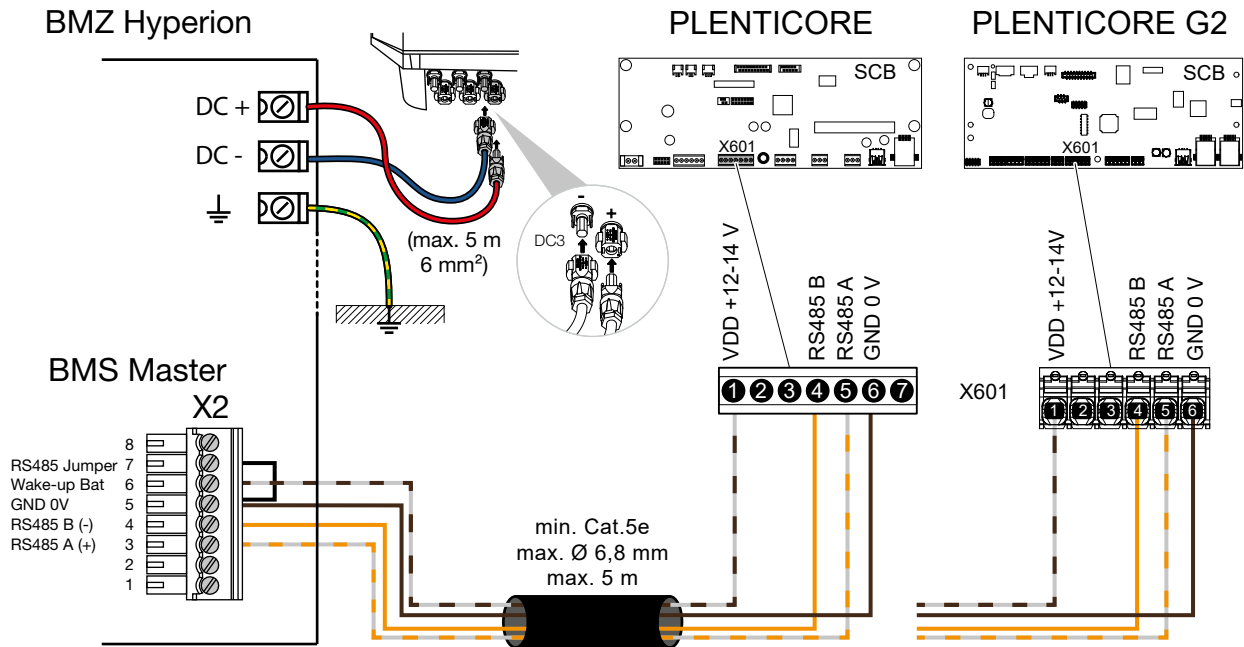 BMZ Hyperion
PLENTICORE
PLENTICORE G2
DC +
DC -
(max. 5 m
6 mm²)
-
+
DC3
SCB
X601
SCB
X601
VDD +12-14 V
RS485 B
RS485 A
GND 0 V
VDD +12-14V
RS485 B
RS485 A
GND 0 V
1 2 3 4 5 6 7
X601
1 2 3 4 5 6
BMS Master
X2
8
RS485 Jumper 7
Wake-up Bat 6
GND 0V 5
RS485 B (-) 4
RS485 A (+) 3
2
1
min. Cat.5e
max. Ø 6,8 mm
max. 5 m